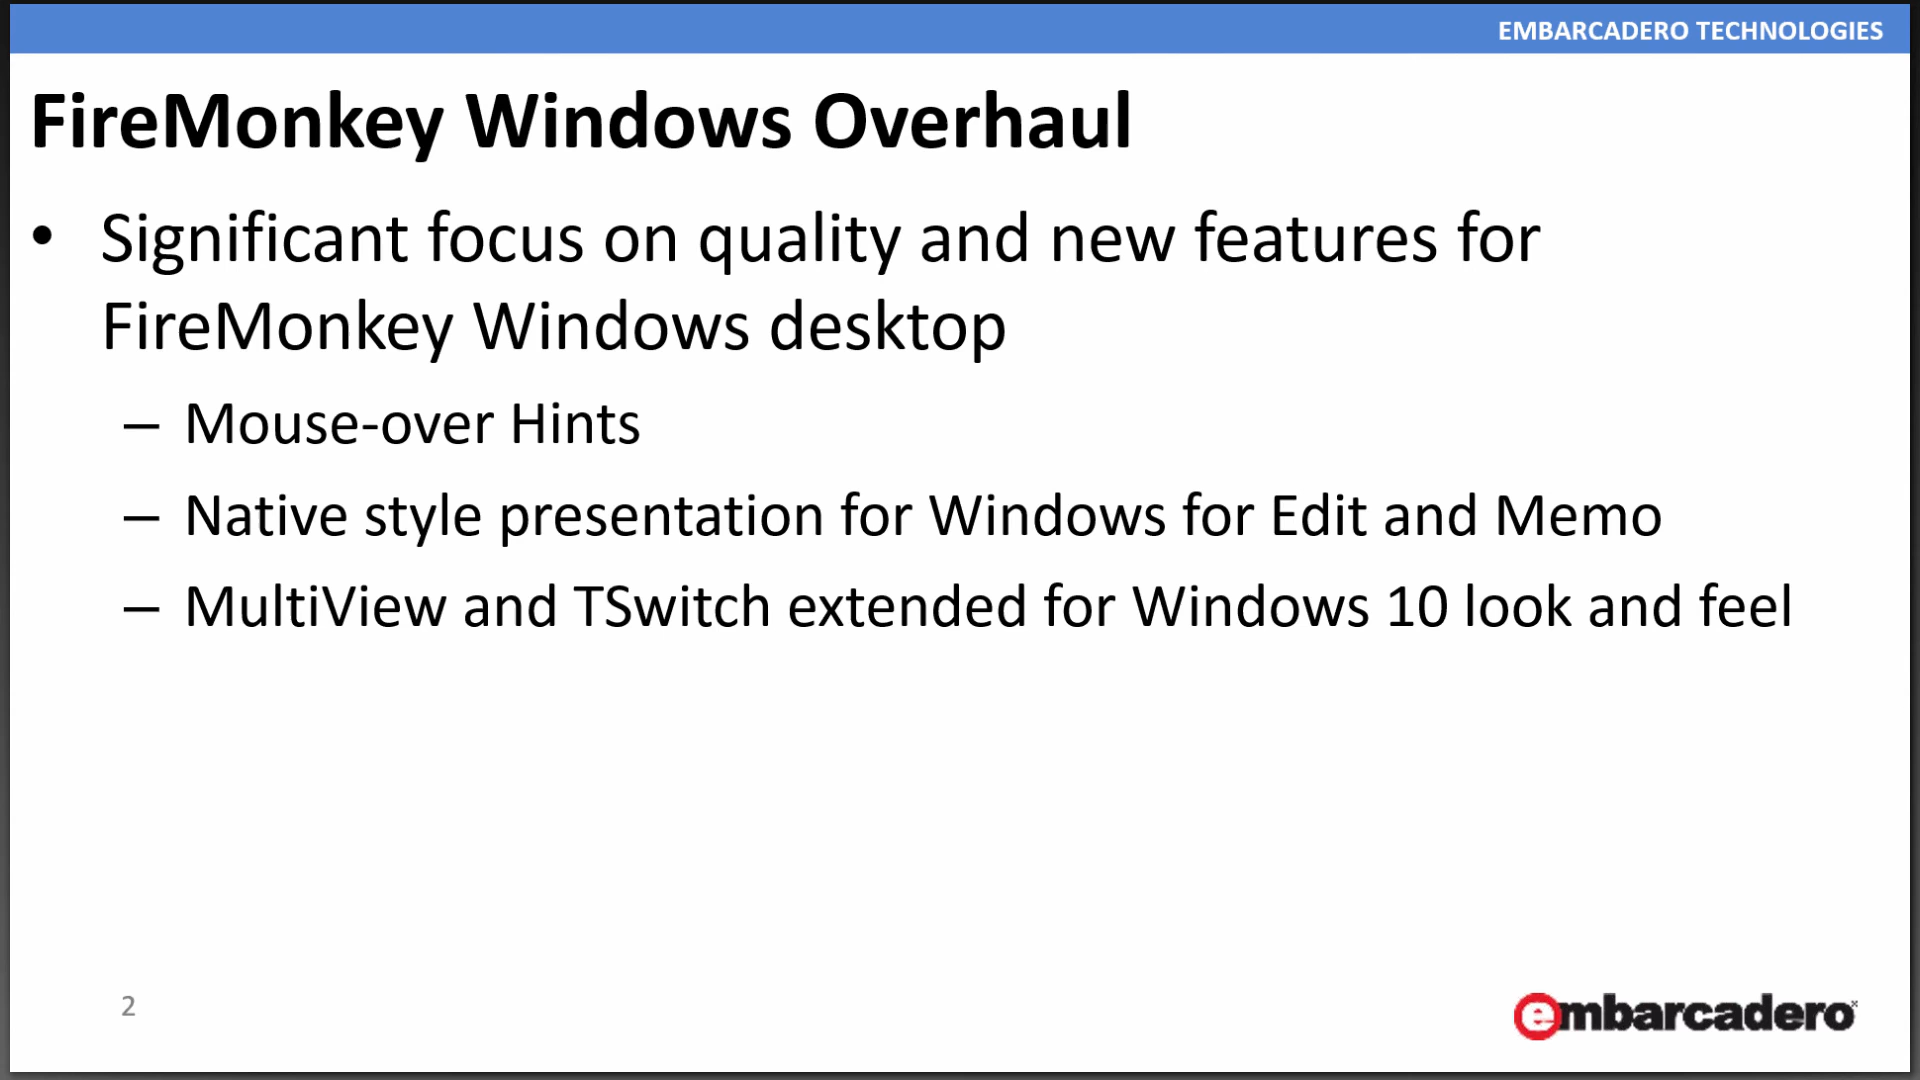 EMBARCADERO TECHNOLOGIES
FireMonkey Windows Overhaul
• Significant focus on quality and new features for
FireMonkey Windows desktop
– Mouse-over Hints
– Native style presentation for Windows for Edit and Memo
– MultiView and TSwitch extended for Windows 10 look and feel
2
embarcadero